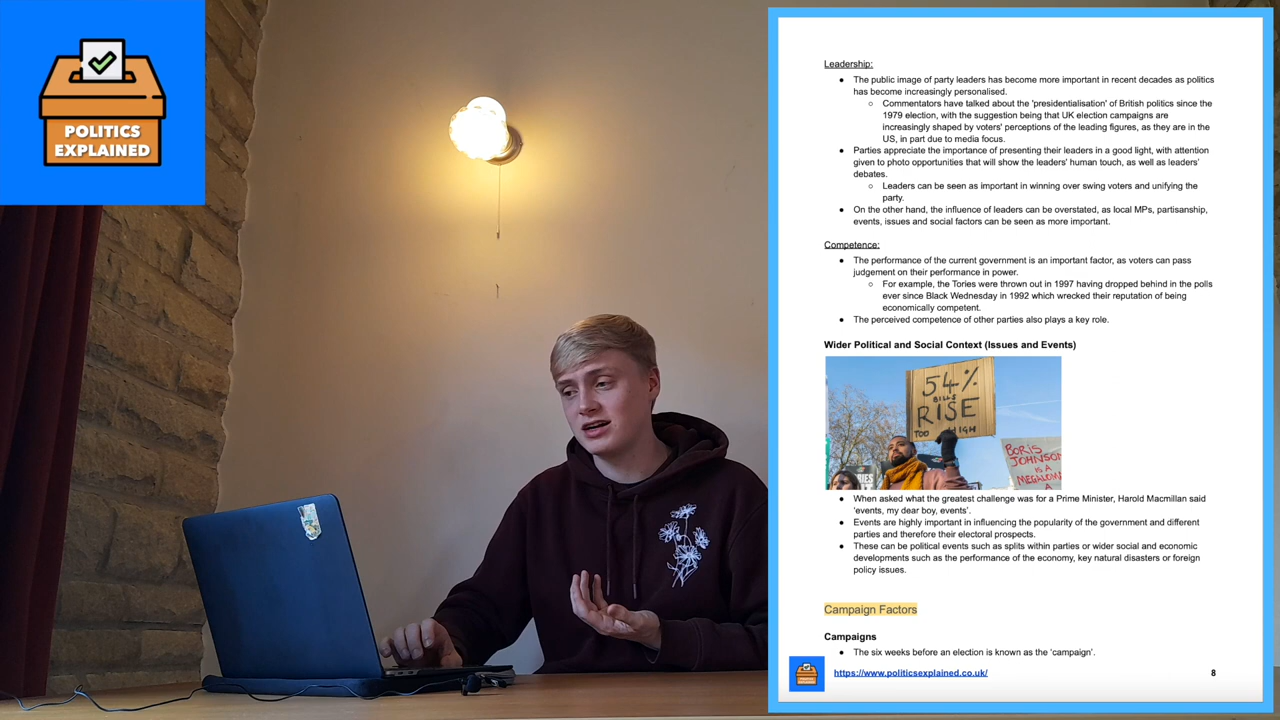 POLITICS
EXPLAINED
Leadership:
● The public image of party leaders has become more important in recent decades as politics
has become increasingly personalised.
○ Commentators have talked about the 'presidentialisation' of British politics since the
1979 election, with the suggestion being that UK election campaigns are
increasingly shaped by voters' perceptions of the leading figures, as they are in the
US, in part due to media focus.
● Parties appreciate the importance of presenting their leaders in a good light, with attention
given to photo opportunities that will show the leaders' human touch, as well as leaders'
debates.
○ Leaders can be seen as important in winning over swing voters and unifying the
party.
● On the other hand, the influence of leaders can be overstated, as local MPs, partisanship,
events, issues and social factors can be seen as more important.
Competence:
● The performance of the current government is an important factor, as voters can pass
judgement on their performance in power.
○ For example, the Tories were thrown out in 1997 having dropped behind in the polls
ever since Black Wednesday in 1992 which wrecked their reputation of being
economically competent.
● The perceived competence of other parties also plays a key role.
Wider Political and Social Context (Issues and Events)
54%
BILLS
RISE
TOO HIGH
BORIS
JOHNSON
IS A
MEGALOM
A
● When asked what the greatest challenge was for a Prime Minister, Harold Macmillan said
'events, my dear boy, events'.
● Events are highly important in influencing the popularity of the government and different
parties and therefore their electoral prospects.
● These can be political events such as splits within parties or wider social and economic
developments such as the performance of the economy, key natural disasters or foreign
policy issues.
Campaign Factors
Campaigns
● The six weeks before an election is known as the 'campaign'.
https://www.politicsexplained.co.uk/ 8